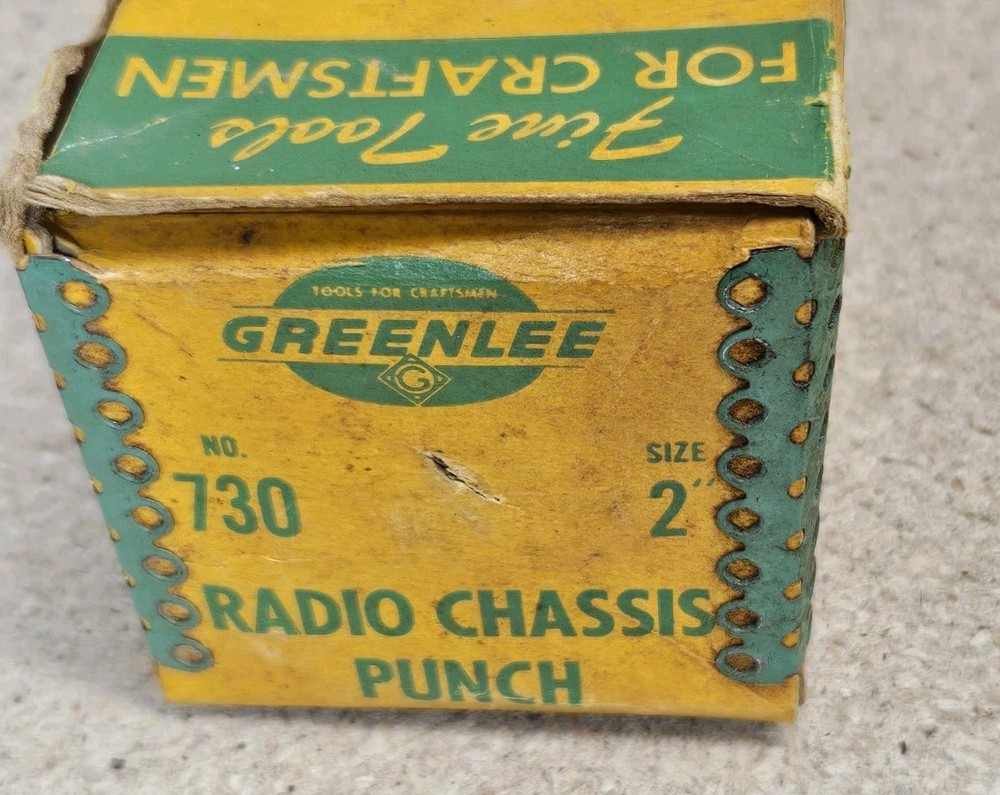 Fine Tools
FOR CRAFTSMEN
TOOLS FOR CRAFTSMEN
GREENLEE
G
NO.
730
SIZE
2"
RADIO CHASSIS
PUNCH